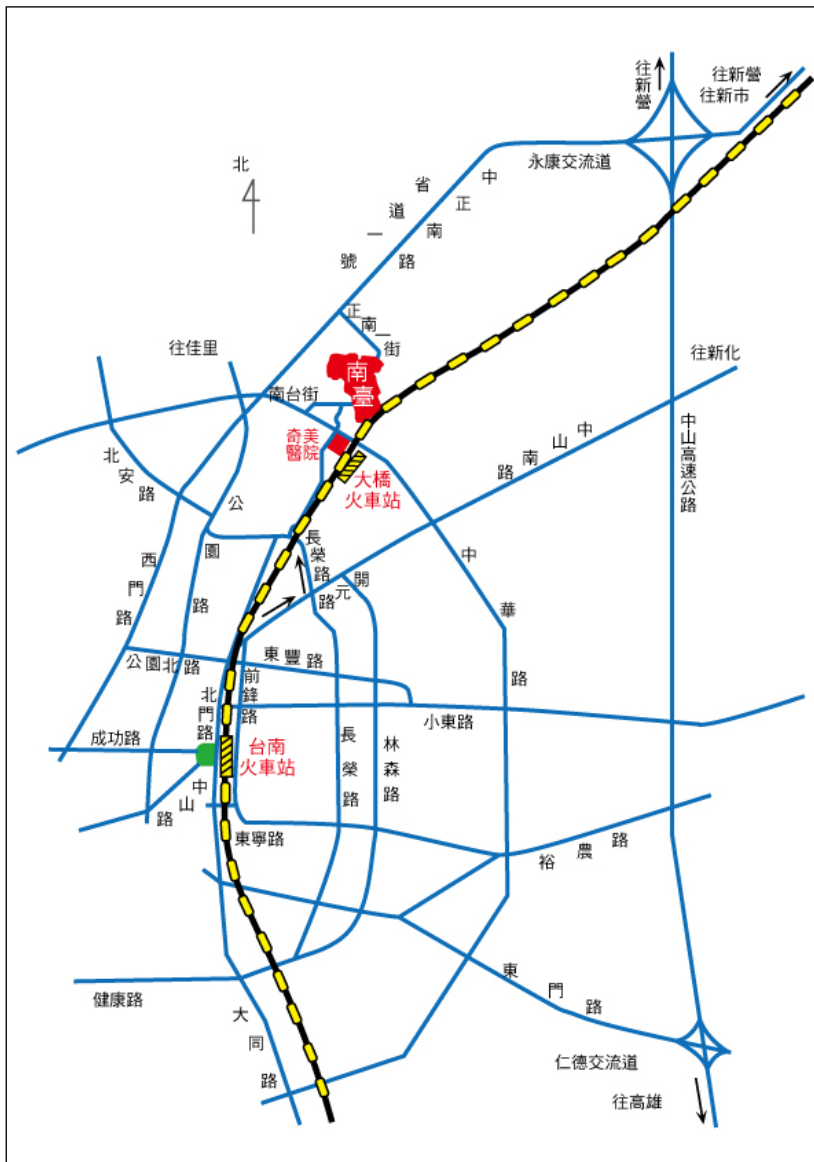 往新營
往新營
往新市
永康交流道
北
省道一號
中正南路
正南一街
往佳里
南台街
南臺
往新化
奇美
醫院
大橋
火車站
中山南路
中山高速公路
北安路
公園路
西門路
長榮路
開元路
中華路
東豐路
公園北路
前鋒路
北門路
小東路
成功路
台南
火車站
長榮路
林森路
中山路
東寧路
裕農路
東門路
健康路
大同路
仁德交流道
往高雄